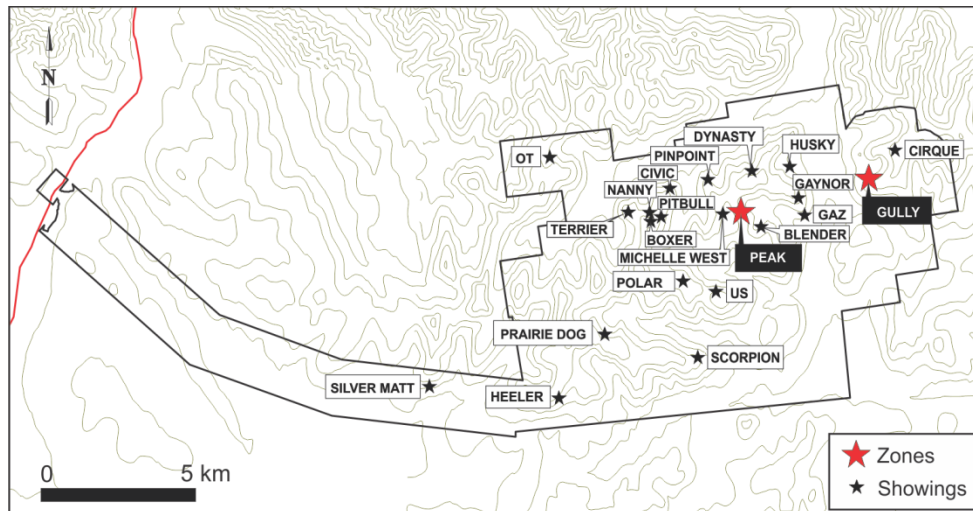 N
DYNASTY
HUSKY
CIRQUE
OT
PINPOINT
CIVIC
GAYNOR
NANNY
PITBULL
GULLY
GAZ
TERRIER
BLENDER
BOXER
MICHELLE WEST
PEAK
POLAR
US
PRAIRIE DOG
SCORPION
SILVER MATT
HEELER
0 5 km
Zones
Showings